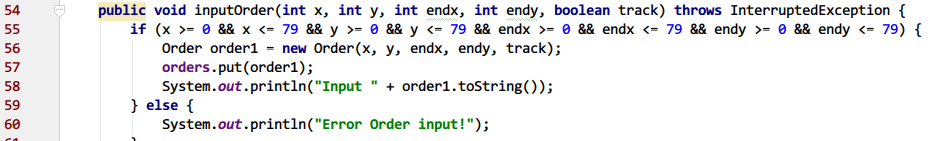 54 public void inputOrder(int x, int y, int endx, int endy, boolean track) throws InterruptedException {
55 if (x >= 0 && x <= 79 && y >= 0 && y <= 79 && endx >= 0 && endx <= 79 && endy >= 0 && endy <= 79) {
56 Order order1 = new Order(x, y, endx, endy, track);
57 orders.put(order1);
58 System.out.println("Input " + order1.toString());
59 } else {
60 System.out.println("Error Order input!");